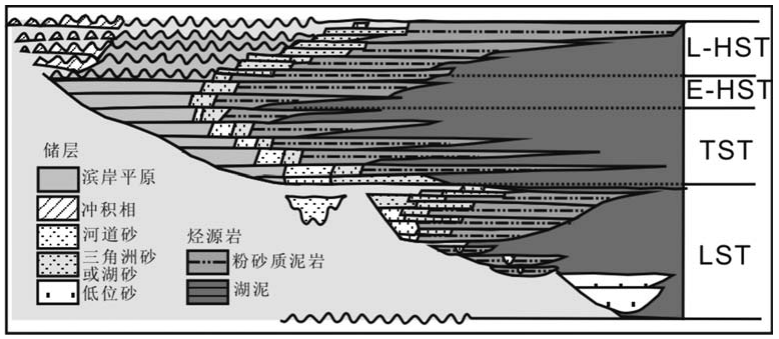 L-HST
E-HST
TST
LST
储层
滨岸平原
冲积相
河道砂
三角洲砂
或湖砂
低位砂
烃源岩
粉砂质泥岩
湖泥